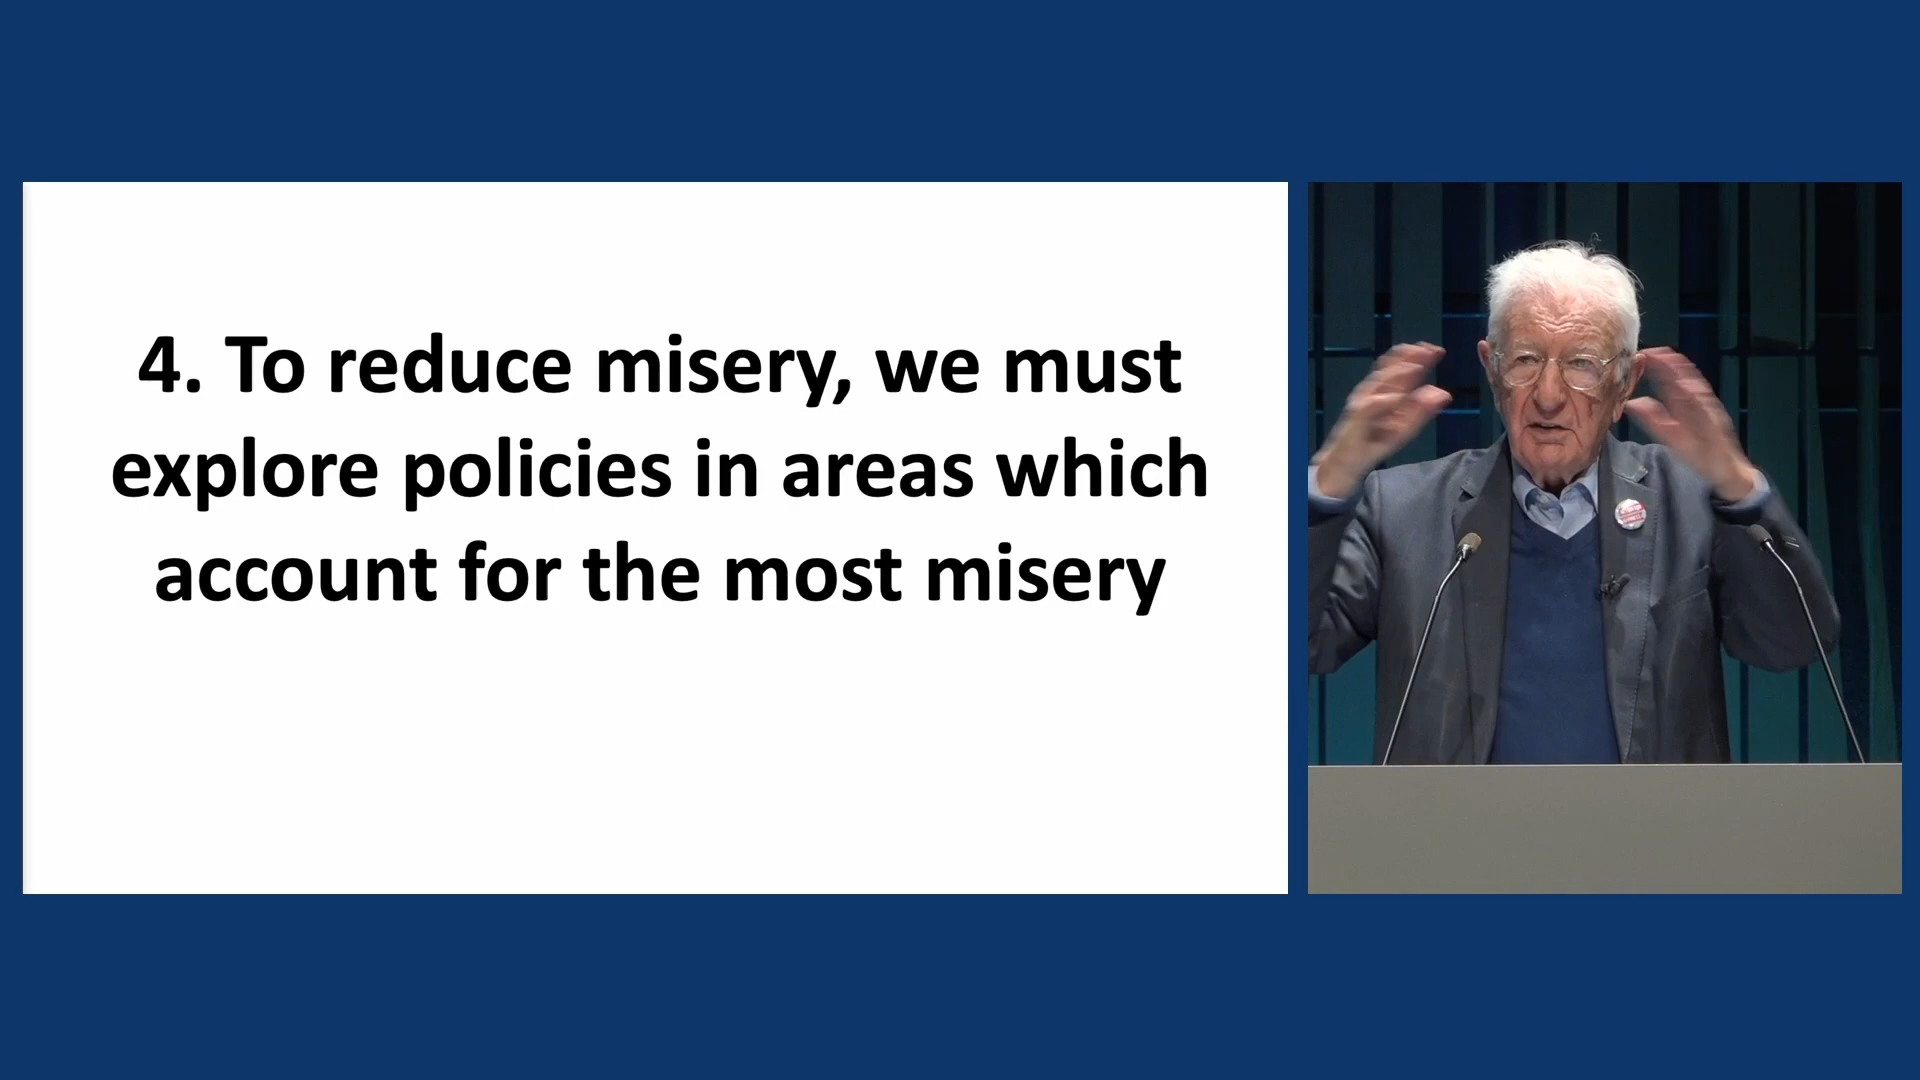 4. To reduce misery, we must
explore policies in areas which
account for the most misery